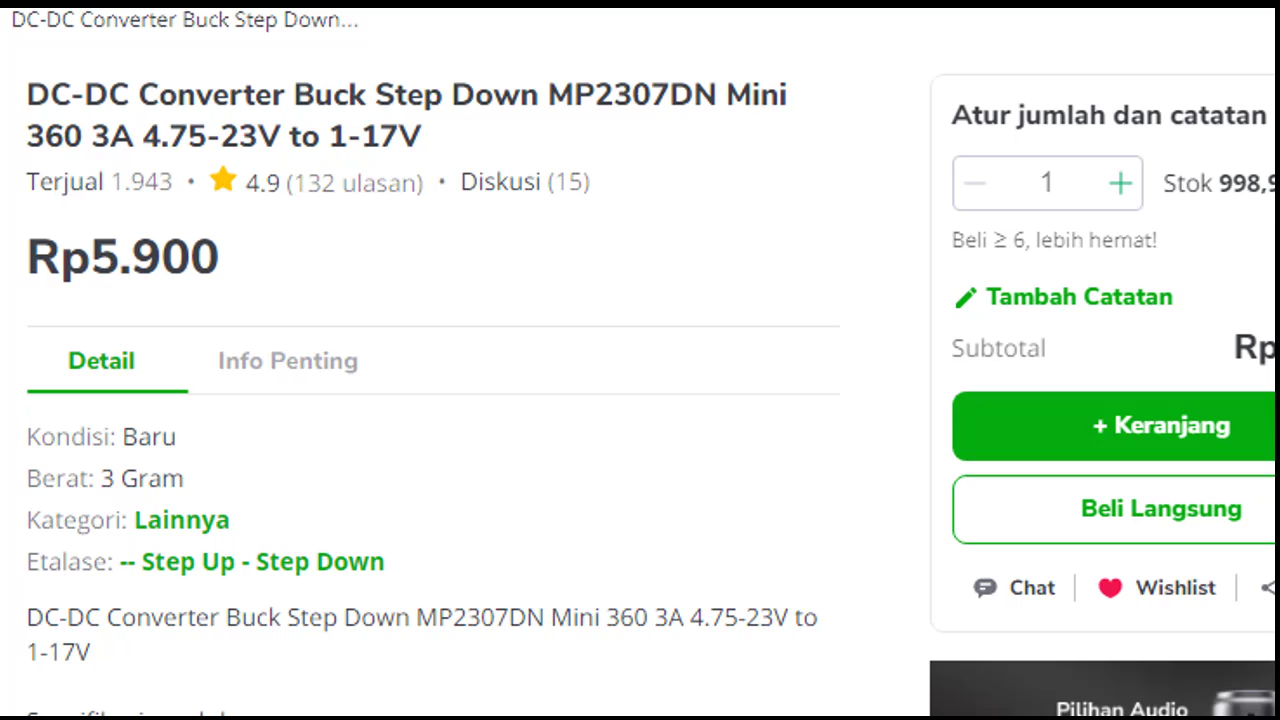 DC-DC Converter Buck Step Down...
DC-DC Converter Buck Step Down MP2307DN Mini
360 3A 4.75-23V to 1-17V
Terjual 1.943 • 4.9 (132 ulasan) • Diskusi (15)
Rp5.900
Detail Info Penting
Kondisi: Baru
Berat: 3 Gram
Kategori: Lainnya
Etalase: -- Step Up - Step Down
DC-DC Converter Buck Step Down MP2307DN Mini 360 3A 4.75-23V to
1-17V
Atur jumlah dan catatan
1 Stok 998,9
Beli ≥ 6, lebih hemat!
Tambah Catatan
Subtotal Rp
+ Keranjang
Beli Langsung
Chat Wishlist
Pilihan Audio